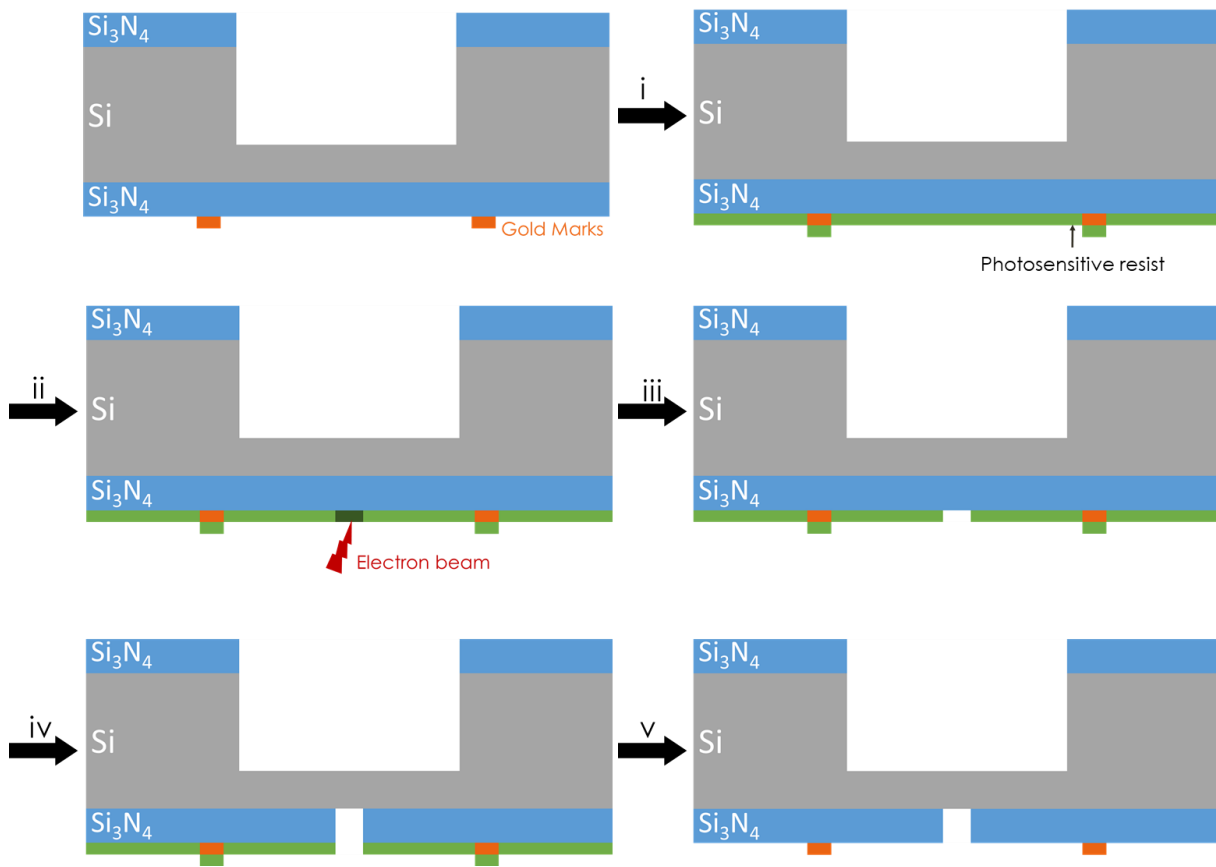 Si₃N₄
Si
Si₃N₄
Gold Marks
i
Si₃N₄
Si
Si₃N₄
Photosensitive resist
ii
Si₃N₄
Si
Si₃N₄
Electron beam
iii
Si₃N₄
Si
Si₃N₄
iv
Si₃N₄
Si
Si₃N₄
v
Si₃N₄
Si
Si₃N₄